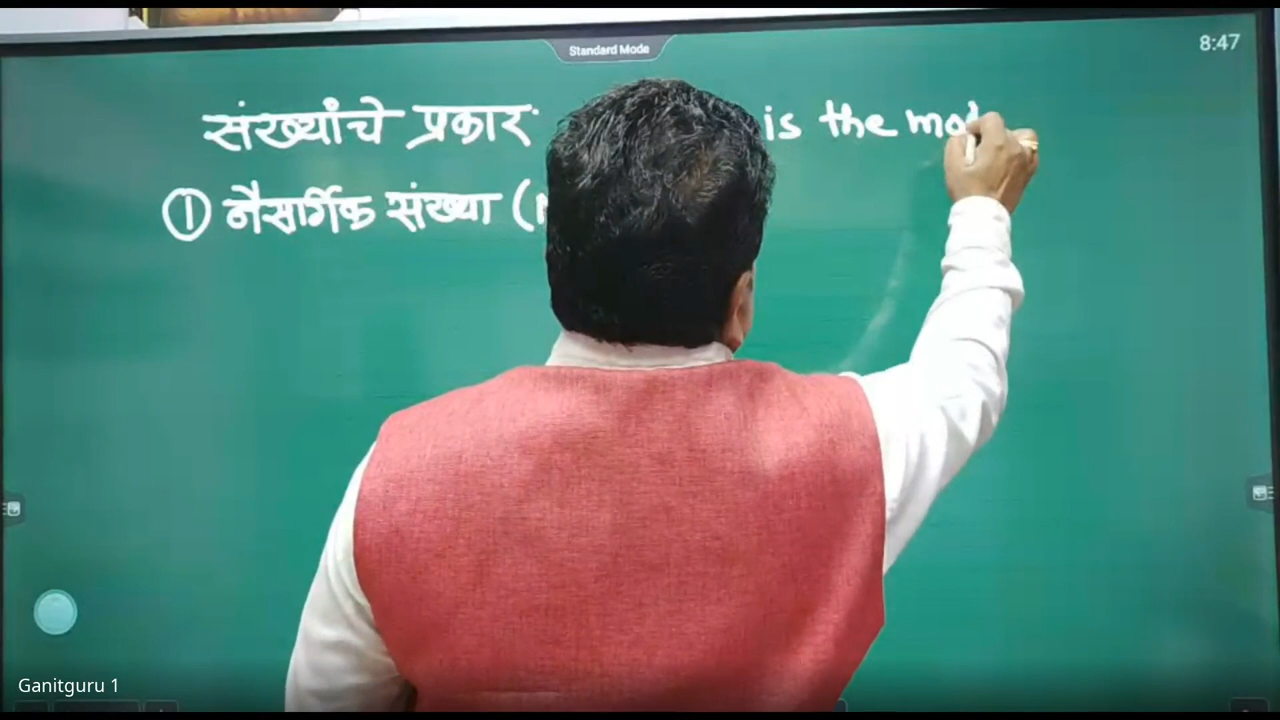 Standard Mode
8:47
संख्यांचे प्रकार is the
① नैसर्गिक संख्या (
Ganitguru 1